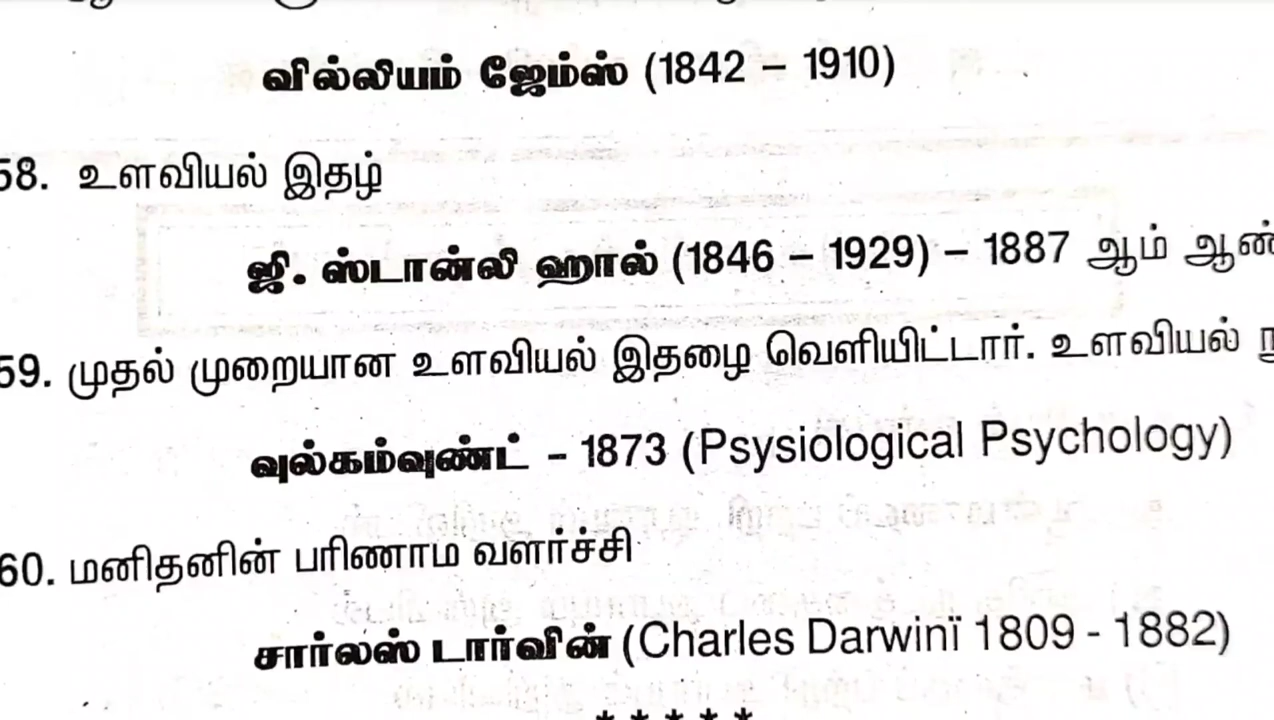 வில்லியம் ஜேம்ஸ் (1842 – 1910)
58. உளவியல் இதழ்
ஜி. ஸ்டான்லி ஹால் (1846 – 1929) – 1887 ஆம் ஆண்
59. முதல் முறையான உளவியல் இதழை வெளியிட்டார். உளவியல்
வுல்கம்வுண்ட் – 1873 (Psysiological Psychology)
60. மனிதனின் பரிணாம வளர்ச்சி
சார்லஸ் டார்வின் (Charles Darwinï 1809 - 1882)
*****